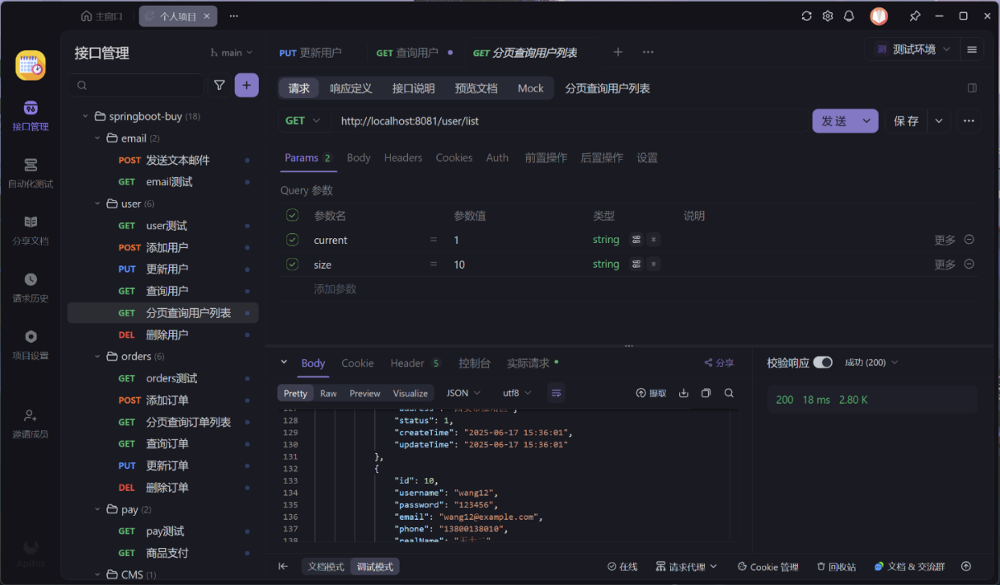 主窗口
个人项目
接口管理
main
接口管理
自动化测试
分享文档
请求历史
项目设置
邀请成员
Apifox
springboot-buy (18)
email (2)
POST 发送文本邮件
GET email测试
user (6)
GET user测试
POST 添加用户
PUT 更新用户
GET 查询用户
GET 分页查询用户列表
DEL 删除用户
orders (6)
GET orders测试
POST 添加订单
GET 分页查询订单列表
GET 查询订单
PUT 更新订单
DEL 删除订单
pay (2)
GET pay测试
GET 商品支付
CMS (1)
PUT 更新用户 GET 查询用户 GET 分页查询用户列表
测 测试环境
请求 响应定义 接口说明 预览文档 Mock 分页查询用户列表
GET http://localhost:8081/user/list 发送 保存
Params 2 Body Headers Cookies Auth 前置操作 后置操作 设置
Query 参数
参数名 参数值 类型 说明
current = 1 string * 更多
size = 10 string * 更多
添加参数
Body Cookie Header 5 控制台 实际请求 分享
Pretty Raw Preview Visualize JSON utf8 提取
128 "status": 1,
129 "createTime": "2025-06-17 15:36:01",
130 "updateTime": "2025-06-17 15:36:01"
131 },
132 {
133 "id": 10,
134 "username": "wang12",
135 "password": "123456",
136 "email": "wang12@example.com",
137 "phone": "13800138010",
138 "realName": "王十二"
校验响应 成功 (200)
200 18 ms 2.80 K
文档模式 调试模式
在线 请求代理 Cookie 管理 回收站 文档 & 交流群